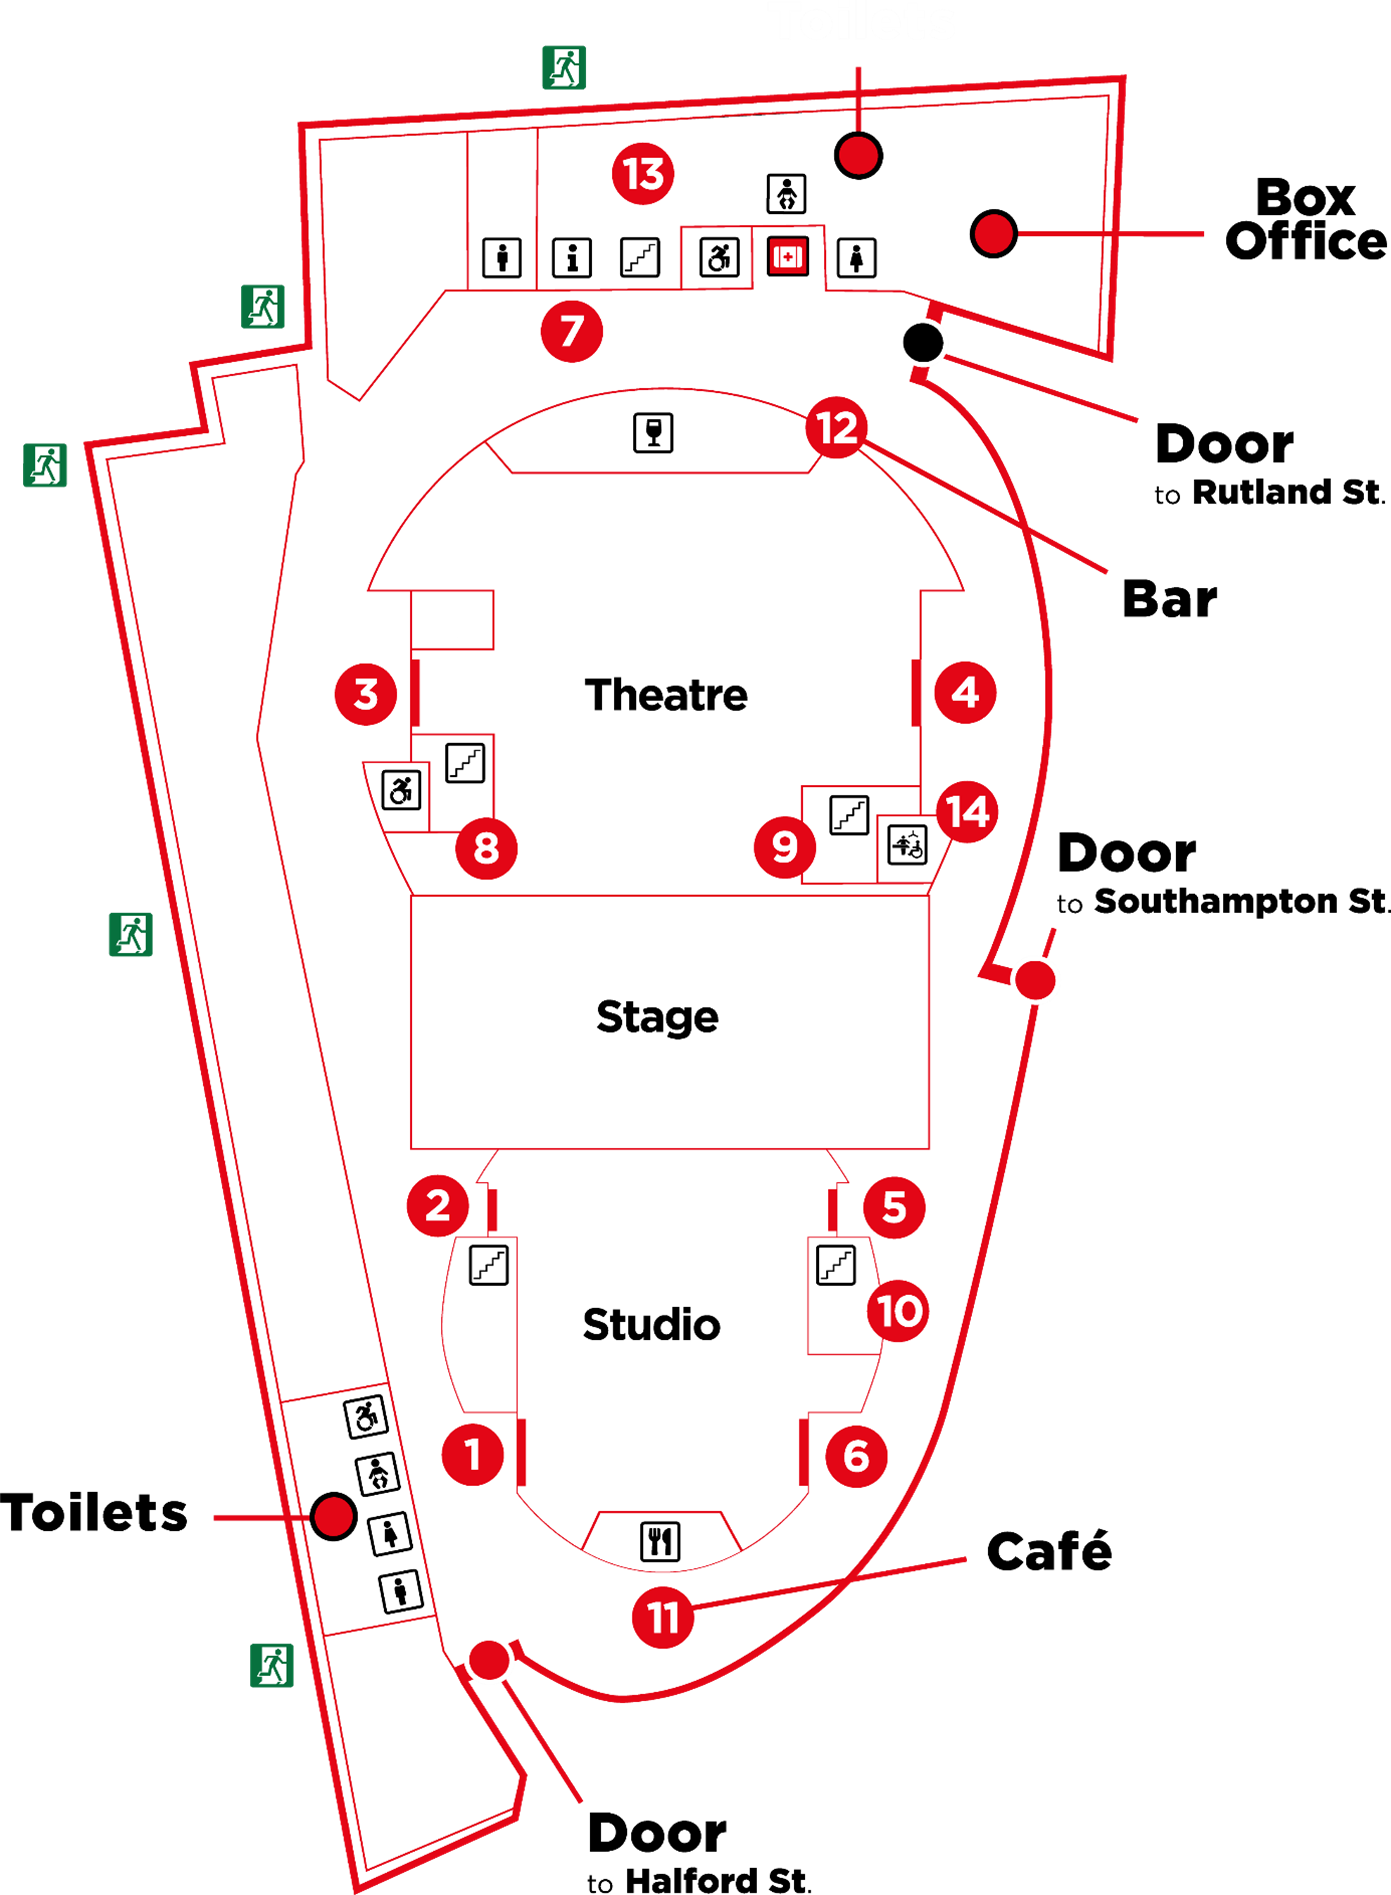 13
Box
Office
7
12
Door
to Rutland St.
Bar
3
Theatre
4
14
8
9
Door
to Southampton St.
Stage
2
5
Studio
10
1
6
Toilets
Café
11
Door
to Halford St.